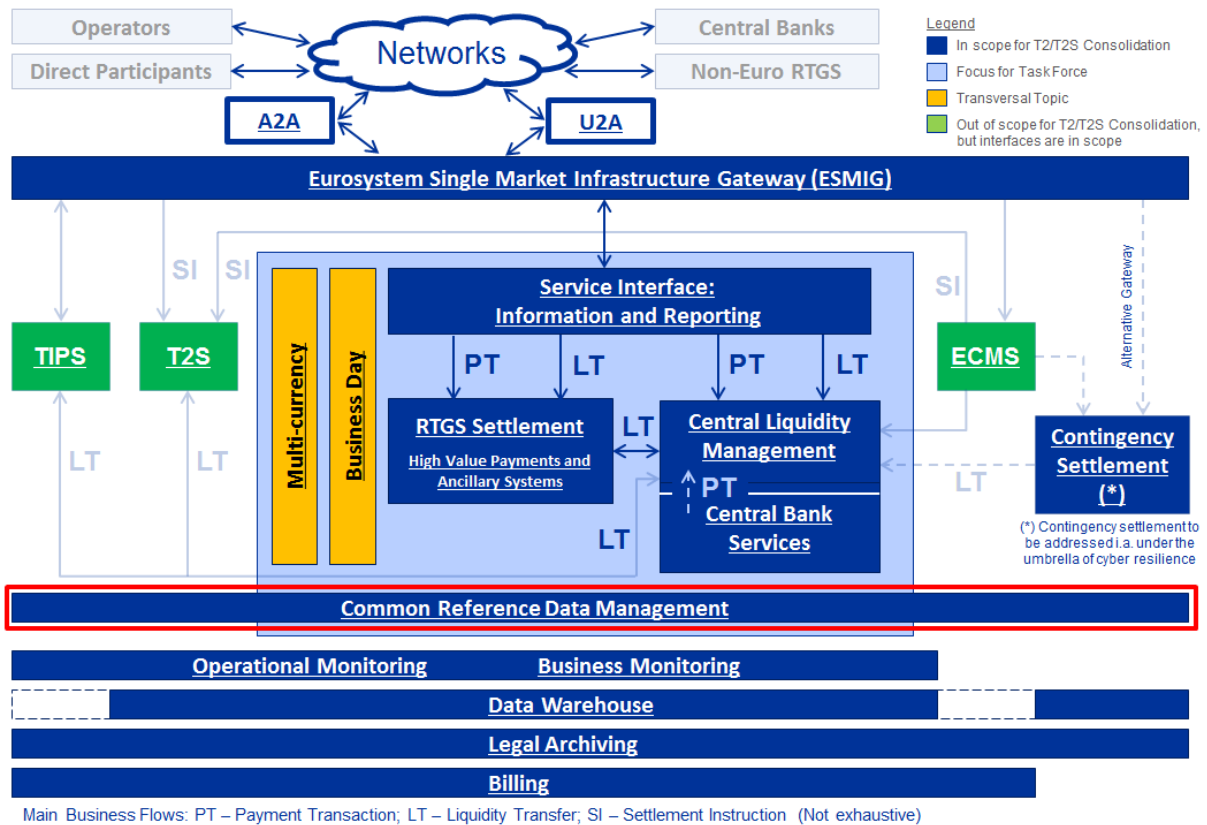 Operators
Direct Participants
Networks
Central Banks
Non-Euro RTGS
Legend
In scope for T2/T2S Consolidation
Focus for Task Force
Transversal Topic
Out of scope for T2/T2S Consolidation,
but interfaces are in scope
A2A
U2A
Eurosystem Single Market Infrastructure Gateway (ESMIG)
SI
SI
SI
Alternative Gateway
Service Interface:
Information and Reporting
TIPS
T2S
Multi-currency
Business Day
PT
LT
PT
LT
ECMS
RTGS Settlement
High Value Payments and
Ancillary Systems
LT
Central Liquidity
Management
PT
Central Bank
Services
Contingency
Settlement
(*)
LT
LT
LT
LT
(*) Contingency settlement to
be addressed i.a. under the
umbrella of cyber resilience
Common Reference Data Management
Operational Monitoring
Business Monitoring
Data Warehouse
Legal Archiving
Billing
Main Business Flows: PT – Payment Transaction; LT – Liquidity Transfer; SI – Settlement Instruction (Not exhaustive)